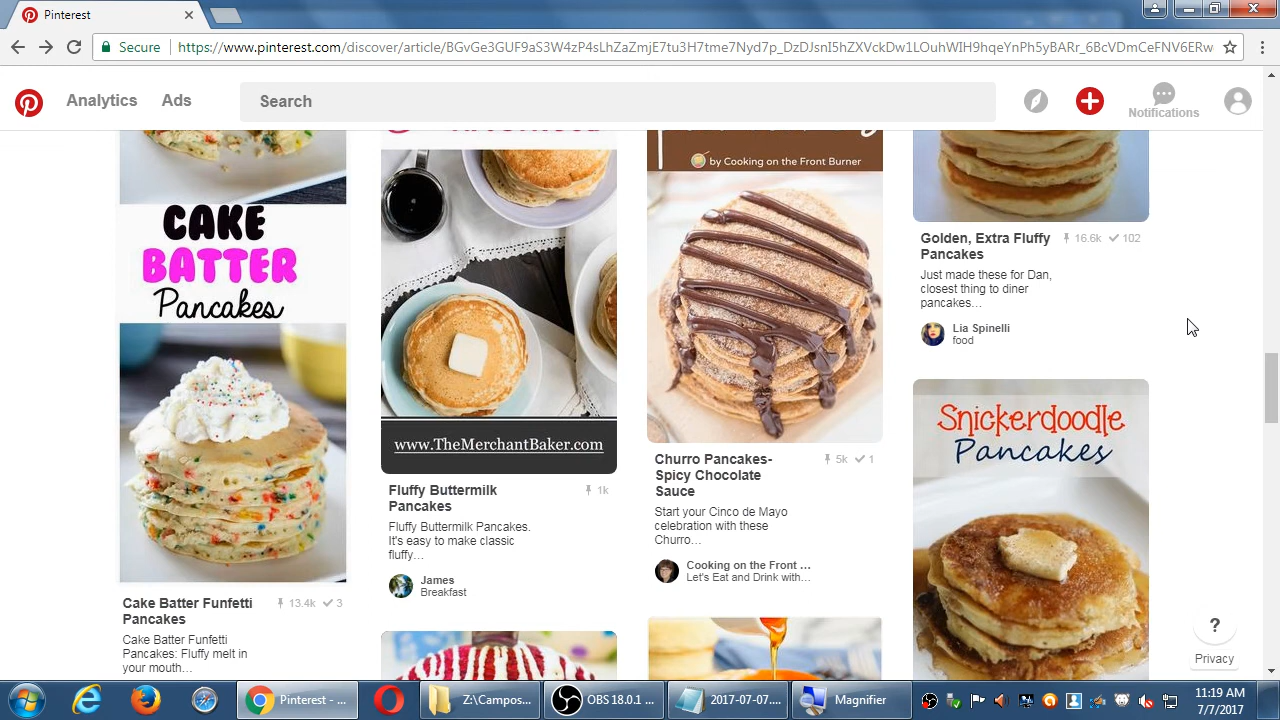 Pinterest
Secure
https://www.pinterest.com/discover/article/
Analytics
Ads
Search
Notifications
by Cooking on the Front Burner
CAKE
BATTER
Pancakes
Cake Batter Funfetti
Pancakes
13.4k
3
Cake Batter Funfetti
Pancakes: Fluffy melt in
your mouth…
www.TheMerchantBaker.com
Fluffy Buttermilk
Pancakes
1k
Fluffy Buttermilk Pancakes.
It's easy to make classic
fluffy…
James
Breakfast
Churro Pancakes-
Spicy Chocolate
Sauce
5k
1
Start your Cinco de Mayo
celebration with these
Churro…
Cooking on the Front ...
Let's Eat and Drink with…
Golden, Extra Fluffy
Pancakes
16.6k
102
Just made these for Dan,
closest thing to diner
pancakes…
Lia Spinelli
food
Snickerdoodle
Pancakes
?
Privacy
Pinterest - ...
Z:\Campos...
OBS 18.0.1 ...
2017-07-07....
Magnifier
11:19 AM
7/7/2017